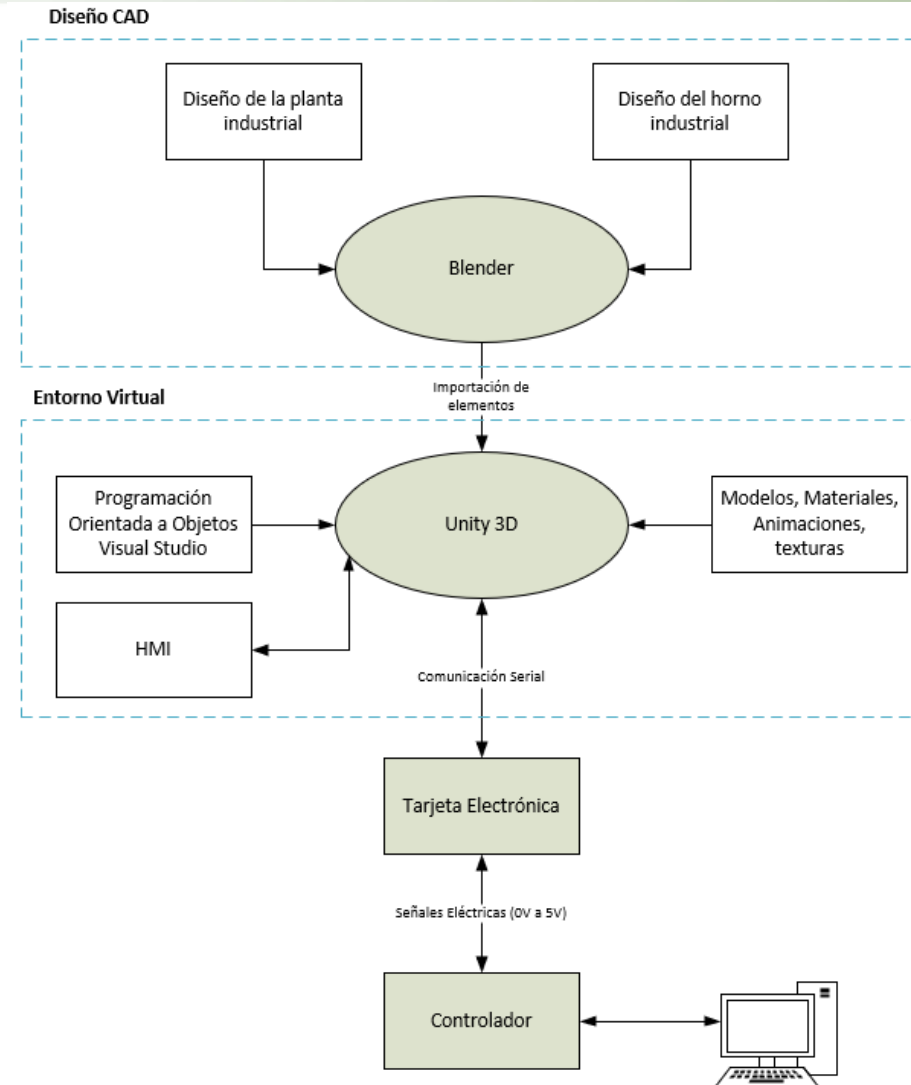 Diseño CAD
Diseño de la planta
industrial
Diseño del horno
industrial
Blender
Importación de
elementos
Entorno Virtual
Programación
Orientada a Objetos
Visual Studio
Unity 3D
Modelos, Materiales,
Animaciones,
texturas
HMI
Comunicación Serial
Tarjeta Electrónica
Señales Eléctricas (0V a 5V)
Controlador